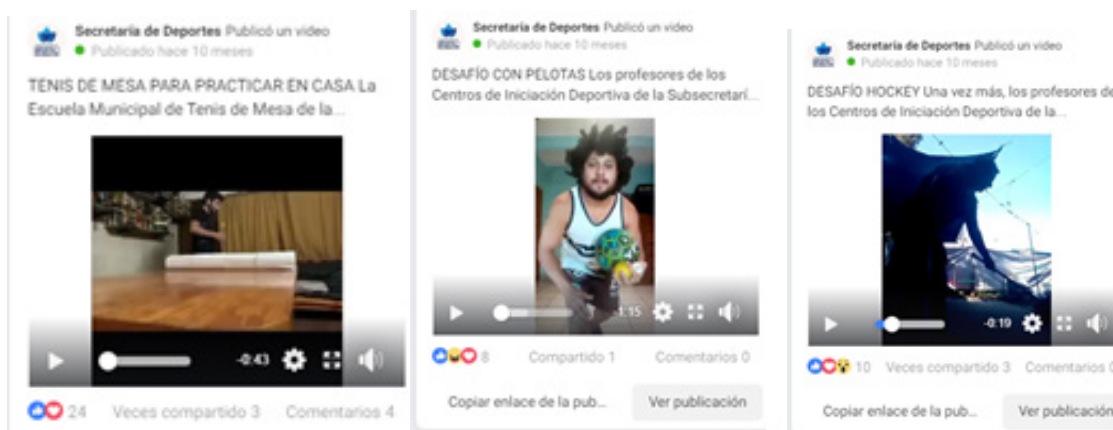 Secretaría de Deportes Publicó un video
Publicado hace 10 meses
TENIS DE MESA PARA PRACTICAR EN CASA La
Escuela Municipal de Tenis de Mesa de la...
-0:43
24 Veces compartido 3 Comentarios 4
Secretaría de Deportes Publicó un video
Publicado hace 10 meses
DESAFÍO CON PELOTAS Los profesores de los
Centros de Iniciación Deportiva de la Subsecretarí...
1:15
8 Compartido 1 Comentarios 0
Copiar enlace de la pub... Ver publicación
Secretaría de Deportes Publicó un video
Publicado hace 10 meses
DESAFÍO HOCKEY Una vez más, los profesores de
los Centros de Iniciación Deportiva de la...
-0:19
10 Veces compartido 3 Comentarios 0
Copiar enlace de la pub... Ver publicación